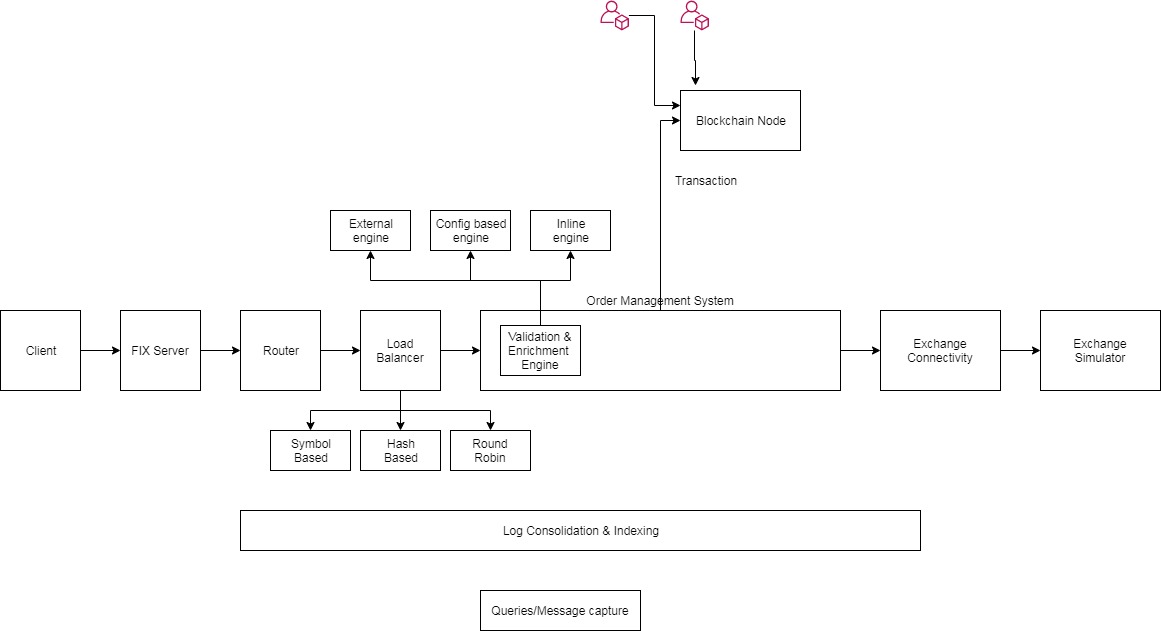 Blockchain Node
Transaction
External
engine
Config based
engine
Inline
engine
Order Management System
Client
FIX Server
Router
Load
Balancer
Validation &
Enrichment
Engine
Exchange
Connectivity
Exchange
Simulator
Symbol
Based
Hash
Based
Round
Robin
Log Consolidation & Indexing
Queries/Message capture